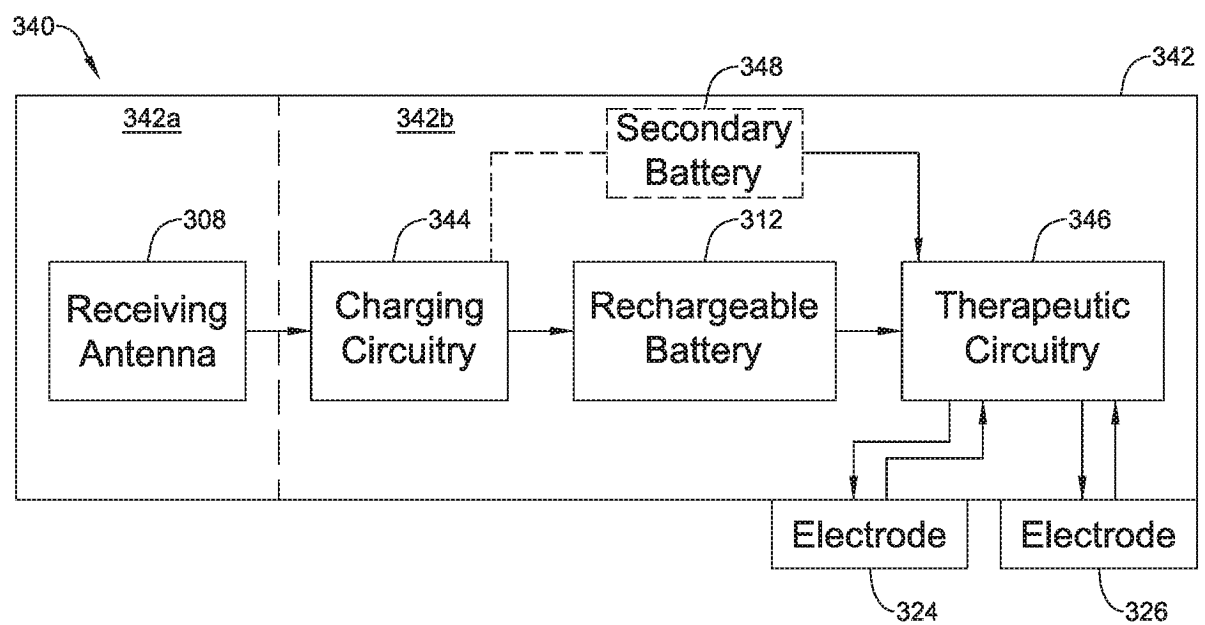 340
348
342
342a
342b
Secondary
Battery
308
344
312
346
Receiving
Antenna
Charging
Circuitry
Rechargeable
Battery
Therapeutic
Circuitry
Electrode
Electrode
324
326